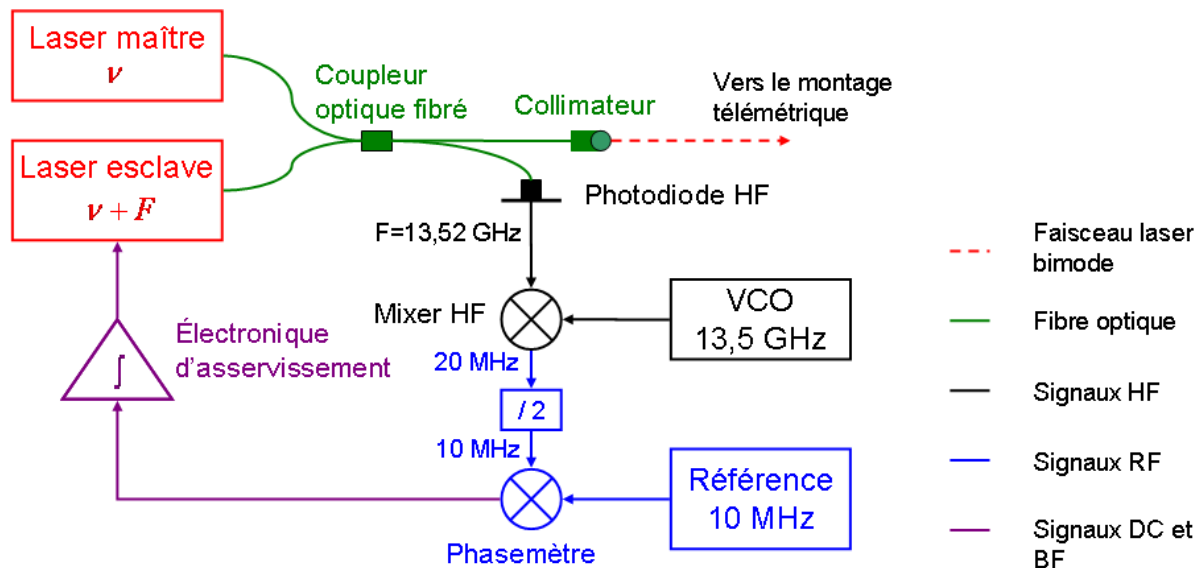 Laser maître
ν
Coupleur
optique fibré
Collimateur
Vers le montage
télémétrique
Laser esclave
ν + F
Photodiode HF
F=13,52 GHz
Mixer HF
VCO
13,5 GHz
Électronique
d'asservissement
∫
20 MHz
/ 2
10 MHz
Référence
10 MHz
Phasemètre
Faisceau laser
bimode
Fibre optique
Signaux HF
Signaux RF
Signaux DC et
BF